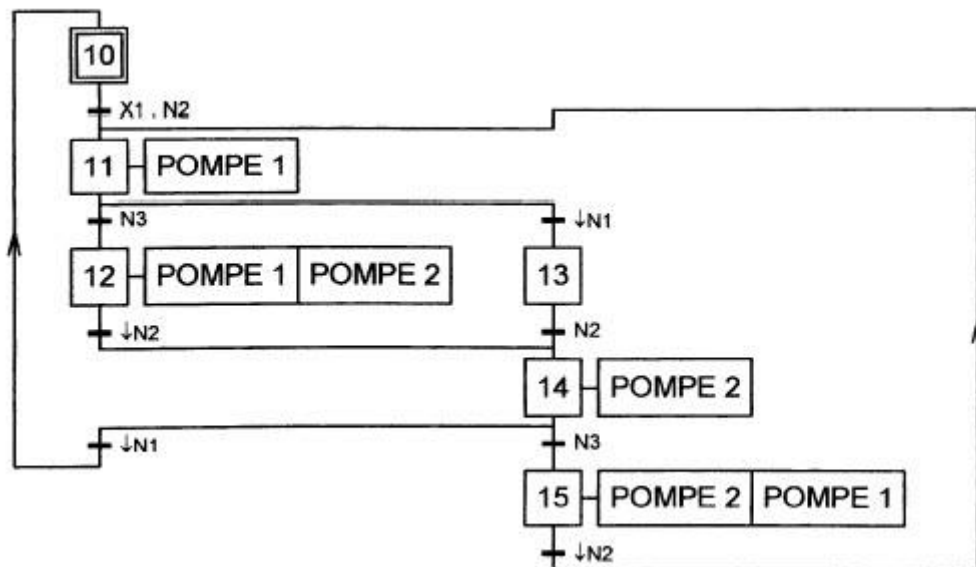 10
X1 . N2
11 POMPE 1
N3 ↓N1
12 POMPE 1 POMPE 2 13
↓N2 N2
14 POMPE 2
↓N1 N3
15 POMPE 2 POMPE 1
↓N2